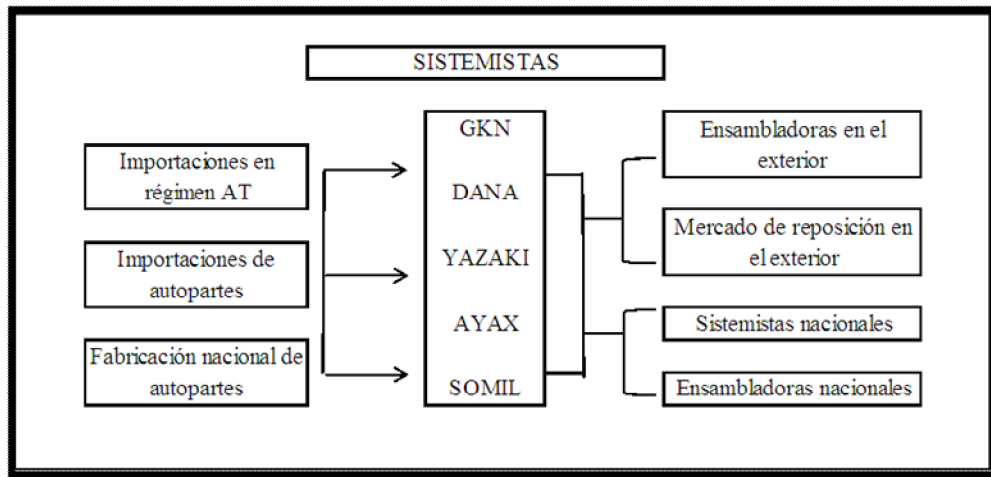 SISTEMISTAS
Importaciones en
régimen AT
Importaciones de
autopartes
Fabricación nacional de
autopartes
GKN
DANA
YAZAKI
AYAX
SOMIL
Ensambladoras en el
exterior
Mercado de reposición en
el exterior
Sistemistas nacionales
Ensambladoras nacionales